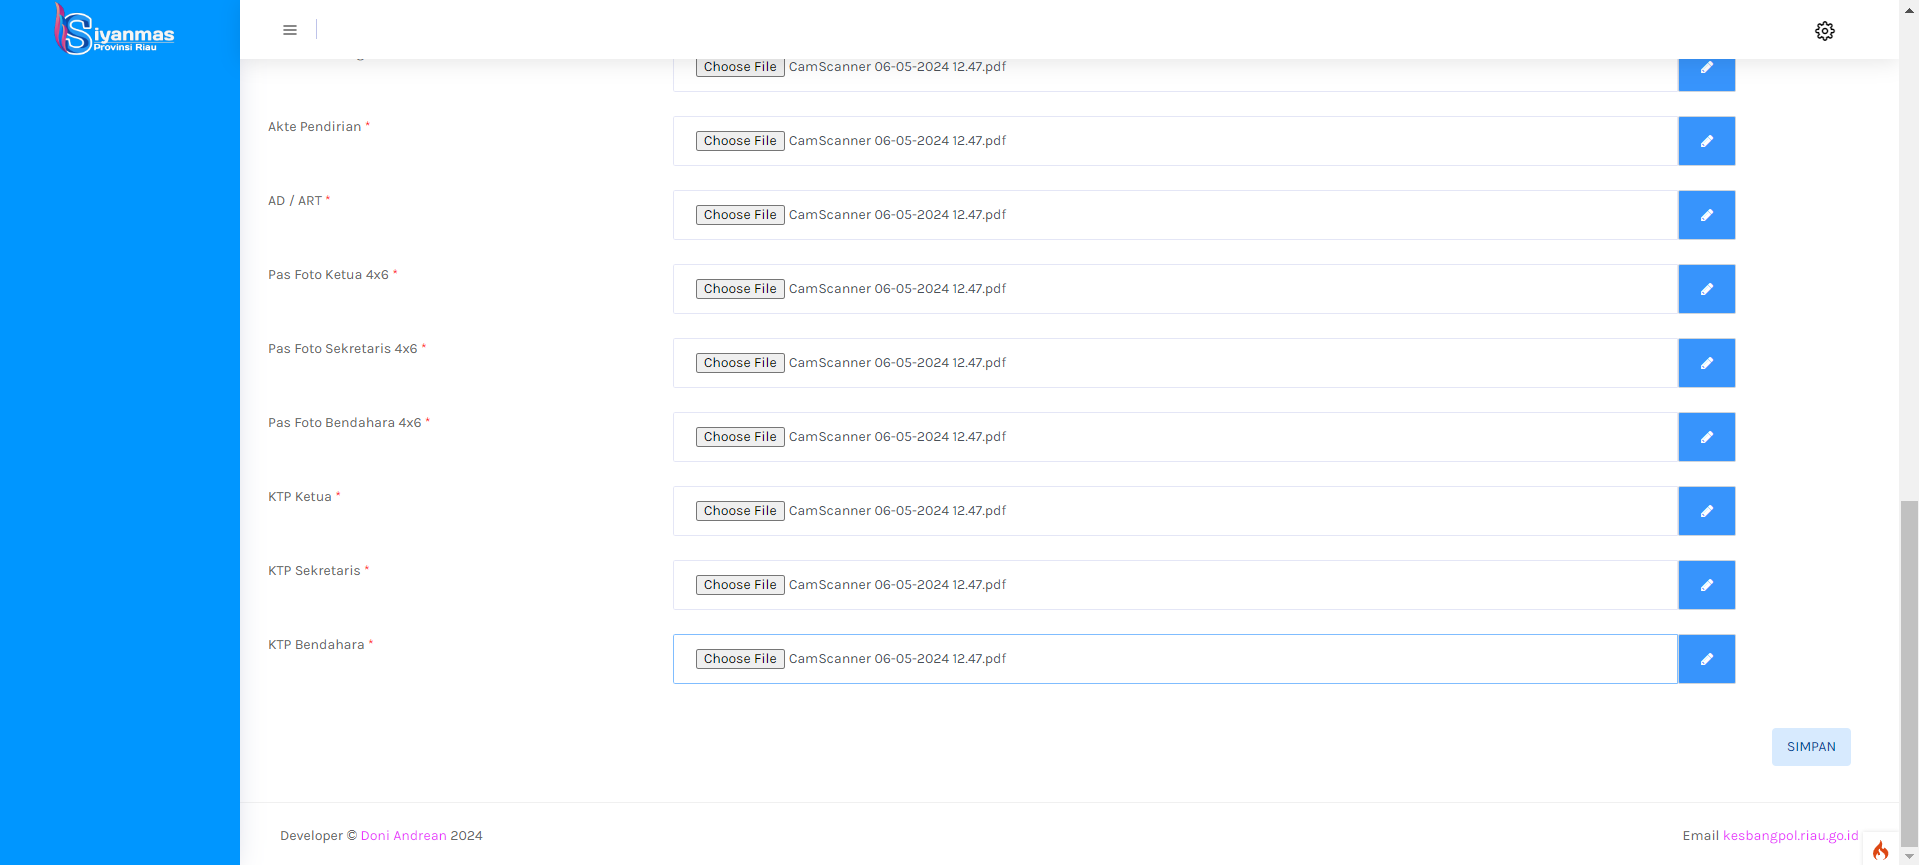 Siyanmas
Provinsi Riau
Choose File CamScanner 06-05-2024 12.47.pdf
Akte Pendirian *
Choose File CamScanner 06-05-2024 12.47.pdf
AD / ART *
Choose File CamScanner 06-05-2024 12.47.pdf
Pas Foto Ketua 4x6 *
Choose File CamScanner 06-05-2024 12.47.pdf
Pas Foto Sekretaris 4x6 *
Choose File CamScanner 06-05-2024 12.47.pdf
Pas Foto Bendahara 4x6 *
Choose File CamScanner 06-05-2024 12.47.pdf
KTP Ketua *
Choose File CamScanner 06-05-2024 12.47.pdf
KTP Sekretaris *
Choose File CamScanner 06-05-2024 12.47.pdf
KTP Bendahara *
Choose File CamScanner 06-05-2024 12.47.pdf
SIMPAN
Developer © Doni Andrean 2024
Email kesbangpol.riau.go.id